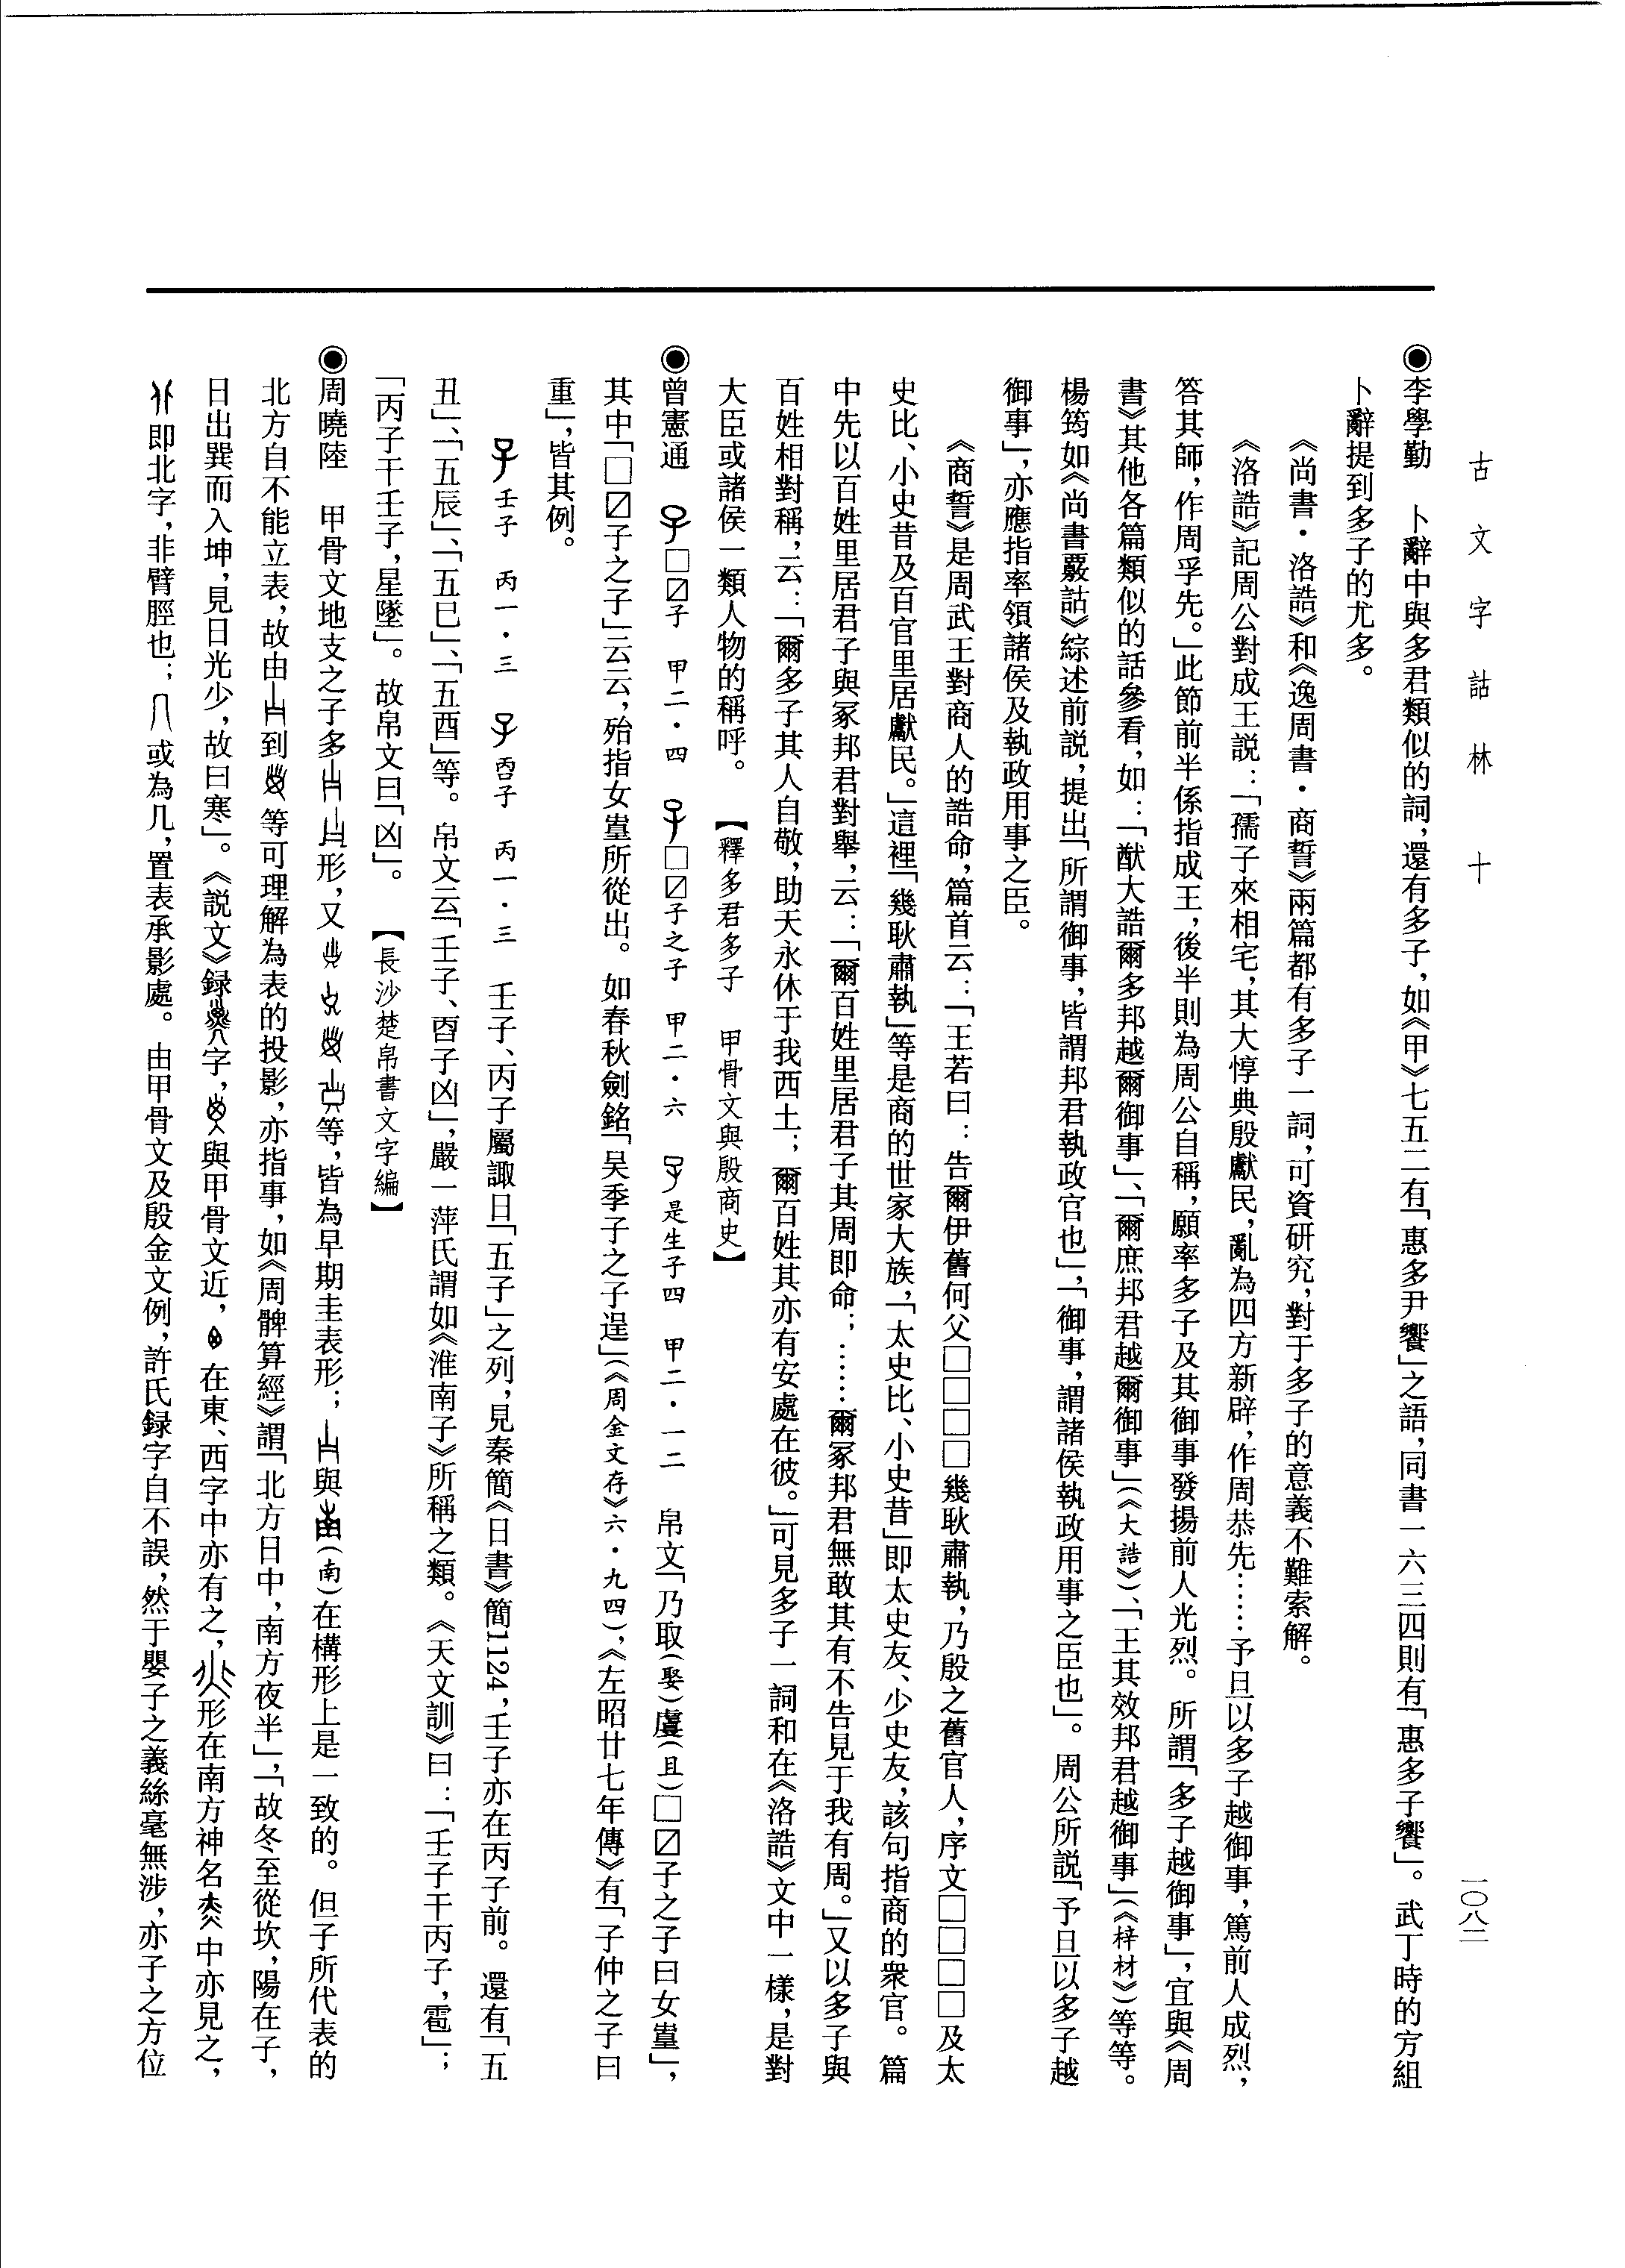 古文字詁林 十
一〇八二
◉李學勤 卜辭中與多君類似的詞，還有多子，如《甲》七五二有「惠多尹饗」之語，同書一六三四則有「惠多子饗」。武丁時的方組
卜辭提到多子的尤多。
《尚書·洛誥》和《逸周書·商誓》兩篇都有多子一詞，可資研究，對于多子的意義不難索解。
《洛誥》記周公對成王説：「孺子來相宅，其大惇典殷獻民，亂為四方新辟，作周恭先……予旦以多子越御事，篤前人成烈，
答其師，作周孚先。」此節前半係指成王，後半則為周公自稱，願率多子及其御事發揚前人光烈。所謂「多子越御事」，宜與《周
書》其他各篇類似的話參看，如：「猷大誥爾多邦越爾御事」、「爾庶邦君越爾御事」（《大誥》）、「王其效邦君越御事」（《梓材》）等等。
楊筠如《尚書覈詁》綜述前説，提出「所謂御事，皆謂邦君執政官也」，「御事，謂諸侯執政用事之臣也」。周公所説「予旦以多子越
御事」，亦應指率領諸侯及執政用事之臣。
《商誓》是周武王對商人的誥命，篇首云：「王若曰：告爾伊舊何父□□□□幾耿肅執，乃殷之舊官人，序文□□□□及太
史比、小史昔及百官里居獻民。」這裡「幾耿肅執」等是商的世家大族，「太史比、小史昔」即太史友、少史友，該句指商的衆官。篇
中先以百姓里居君子與冢邦君對舉，云：「爾百姓里居君子其周即命；……爾冢邦君無敢其有不告見于我有周。」又以多子與
百姓相對稱，云：「爾多子其人自敬，助天永休于我西土；爾百姓其亦有安處在彼。」可見多子一詞和在《洛誥》文中一樣，是對
大臣或諸侯一類人物的稱呼。【釋多君多子 甲骨文與殷商史】
◉曾憲通 □〼子 甲二·四 □〼子之子 甲二·六 是生子四 甲二·一二 帛文「乃取（娶）䖒（且）□〼子之子曰女䵷」，
其中「□〼子之子」云云，殆指女䵷所從出。如春秋劍銘「吴季子之子逞」（《周金文存》六·九四），《左昭廿七年傳》有「子仲之子曰
重」，皆其例。
壬子 丙一·三 㫗子 丙一·三 壬子、丙子屬諏日「五子」之列，見秦簡《日書》簡1124，壬子亦在丙子前。還有「五
丑」、「五辰」、「五巳」、「五酉」等。帛文云「壬子、㫗子凶」，嚴一萍氏謂如《淮南子》所稱之類。《天文訓》曰：「壬子干丙子，雹」；
「丙子干壬子，星墜」。故帛文曰「凶」。【長沙楚帛書文字編】
◉周曉陸 甲骨文地支之子多形，又等，皆為早期圭表形；與（南）在構形上是一致的。但子所代表的
北方自不能立表，故由到等可理解為表的投影，亦指事，如《周髀算經》謂「北方日中，南方夜半」，「故冬至從坎，陽在子，
日出巽而入坤，見日光少，故曰寒」。《説文》録字，與甲骨文近，在東、西字中亦有之，形在南方神名中亦見之，
即北字，非臂脛也；或為几，置表承影處。由甲骨文及殷金文例，許氏録字自不誤，然于嬰子之義絲毫無涉，亦子之方位